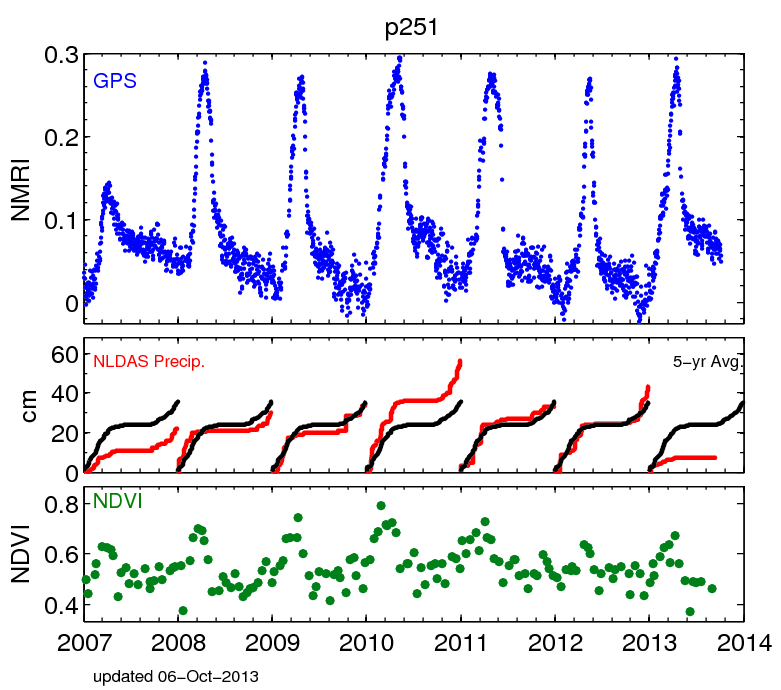 p251
GPS
NMRI
0.3
0.2
0.1
0
NLDAS Precip.
5−yr Avg.
cm
60
40
20
0
NDVI
NDVI
0.8
0.6
0.4
2007 2008 2009 2010 2011 2012 2013 2014
updated 06−Oct−2013